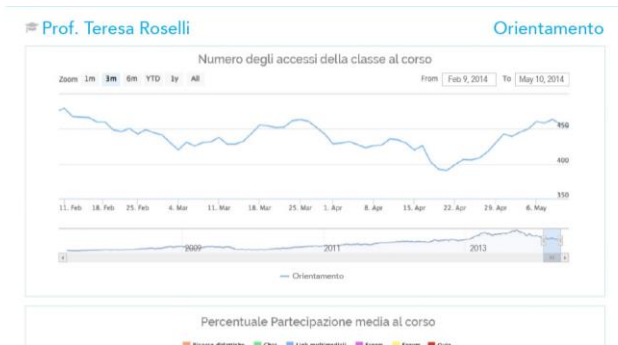 Prof. Teresa Roselli
Orientamento
Numero degli accessi della classe al corso
Zoom 1m 3m 6m YTD 1y All
From Feb 9, 2014 To May 10, 2014
450
400
350
11. Feb 18. Feb 25. Feb 4. Mar 11. Mar 18. Mar 25. Mar 1. Apr 8. Apr 15. Apr 22. Apr 29. Apr 6. May
2009 2011 2013
Orientamento
Percentuale Partecipazione media al corso